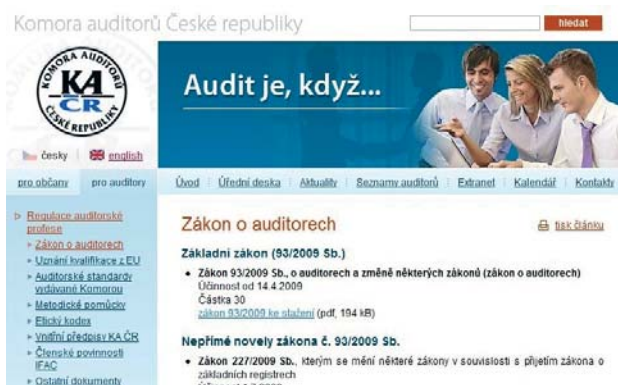 Komora auditorů České republiky
hledat
KOMORA AUDITORŮ
KA
ČR
ČESKÉ REPUBLIKY
Audit je, když...
česky
english
pro občany
pro auditory
Úvod
Úřední deska
Aktuality
Seznamy auditorů
Extranet
Kalendář
Kontakty
Regulace auditorské
profese
Zákon o auditorech
Uznání kvalifikace z EU
Auditorské standardy
vydávané Komorou
Metodické pomůcky
Etický kodex
Vnitřní předpisy KA ČR
Členské povinnosti
IFAC
Ostatní dokumenty
Zákon o auditorech
tisk článku
Základní zákon (93/2009 Sb.)
• Zákon 93/2009 Sb., o auditorech a změně některých zákonů (zákon o auditorech)
Účinnost od 14.4.2009
Částka 30
zákon 93/2009 ke stažení (pdf, 194 kB)
Nepřímé novely zákona č. 93/2009 Sb.
• Zákon 227/2009 Sb., kterým se mění některé zákony v souvislosti s přijetím zákona o
základních registrech